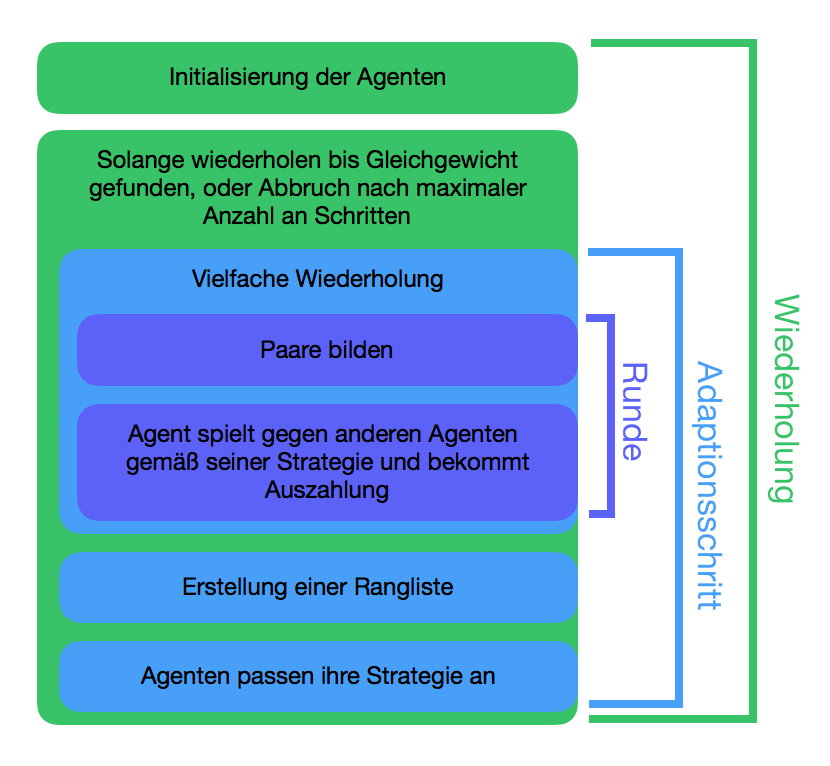 Initialisierung der Agenten
Solange wiederholen bis Gleichgewicht
gefunden, oder Abbruch nach maximaler
Anzahl an Schritten
Vielfache Wiederholung
Paare bilden
Agent spielt gegen anderen Agenten
gemäß seiner Strategie und bekommt
Auszahlung
Erstellung einer Rangliste
Agenten passen ihre Strategie an
Runde
Adaptionsschritt
Wiederholung